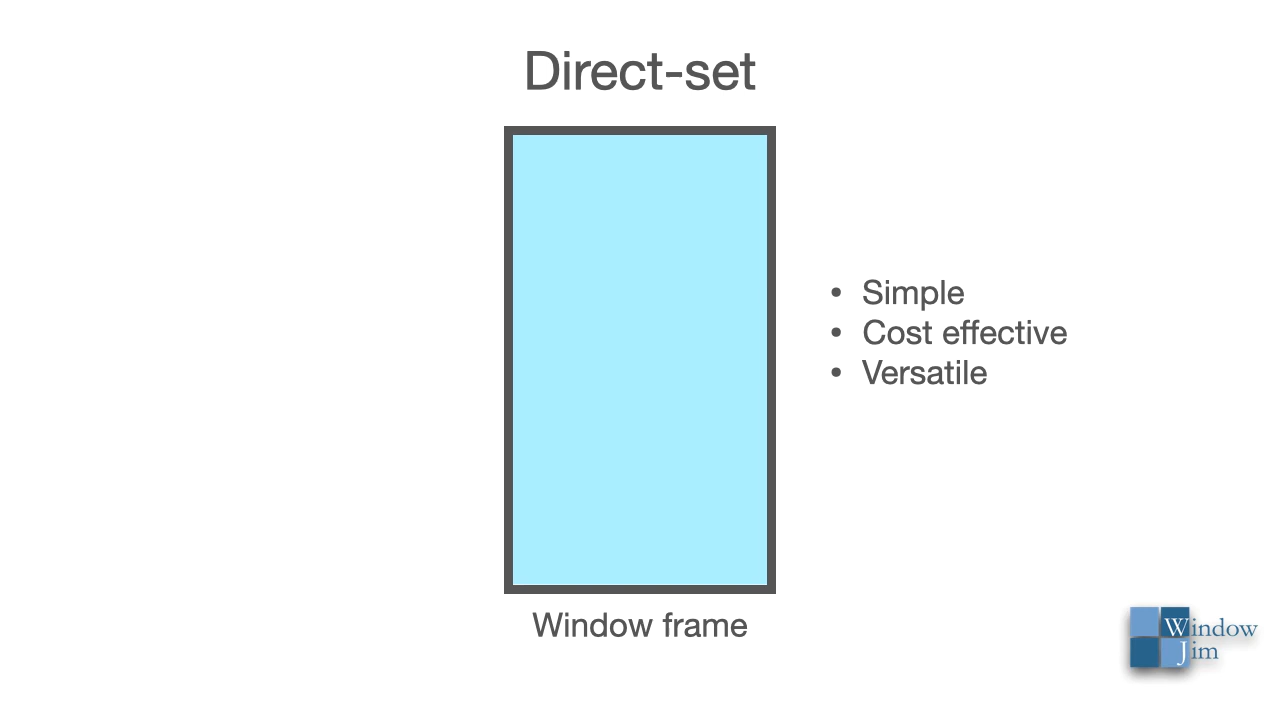 Direct-set
• Simple
• Cost effective
• Versatile
Window frame
Window
Jim